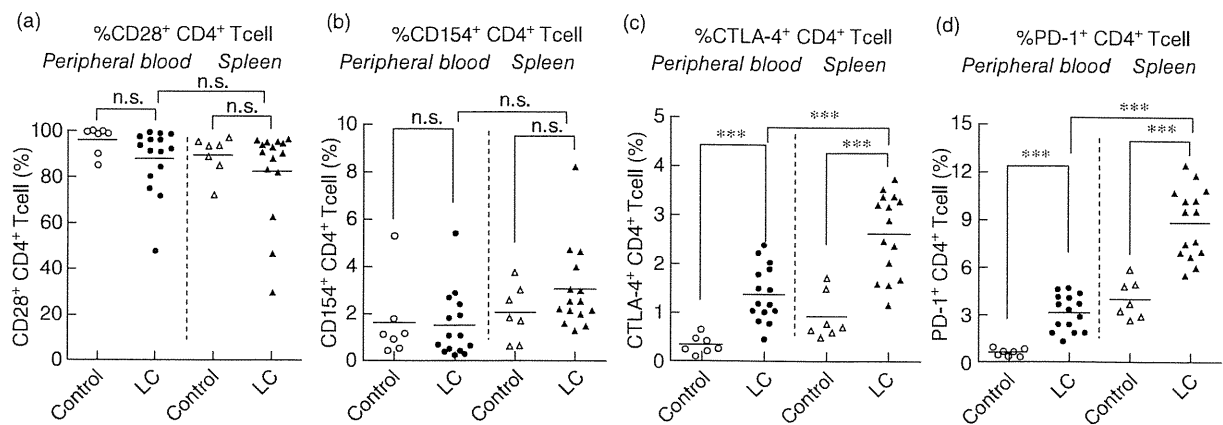 (a)
%CD28+ CD4+ Tcell
Peripheral blood Spleen
n.s.
n.s.
n.s.
100
80
60
40
20
0
CD28+ CD4+ Tcell (%)
Control
LC
Control
LC
(b)
%CD154+ CD4+ Tcell
Peripheral blood Spleen
n.s.
n.s.
n.s.
10
8
6
4
2
0
CD154+ CD4+ Tcell (%)
Control
LC
Control
LC
(c)
%CTLA-4+ CD4+ Tcell
Peripheral blood Spleen
***
***
***
5
4
3
2
1
0
CTLA-4+ CD4+ Tcell (%)
Control
LC
Control
LC
(d)
%PD-1+ CD4+ Tcell
Peripheral blood Spleen
***
***
***
15
12
9
6
3
0
PD-1+ CD4+ Tcell (%)
Control
LC
Control
LC